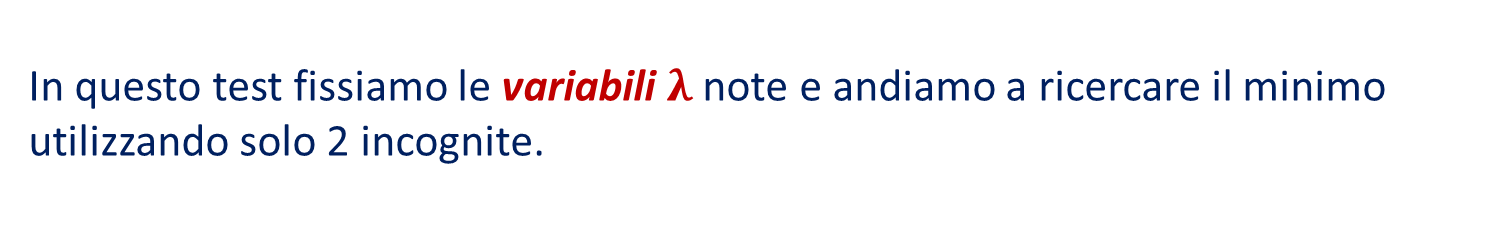 In questo test fissiamo le variabili λ note e andiamo a ricercare il minimo
utilizzando solo 2 incognite.